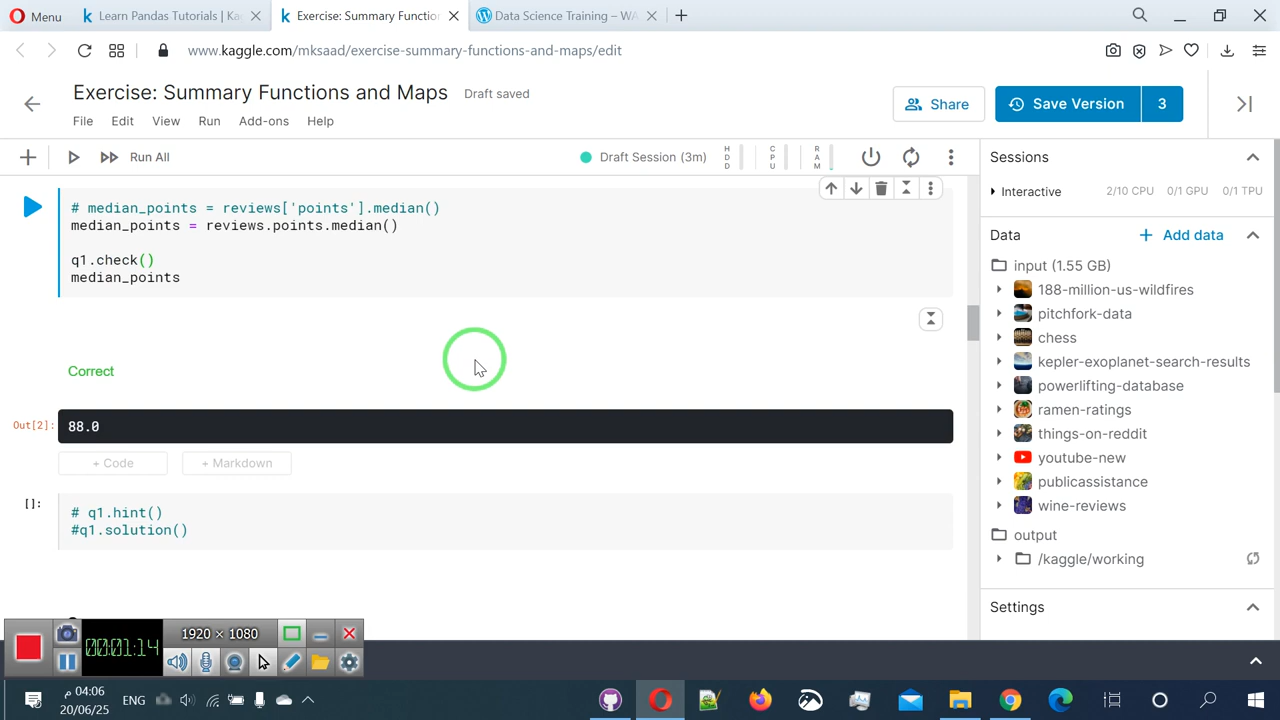 Menu
Learn Pandas Tutorials | Ka
Exercise: Summary Functio
Data Science Training – WA
www.kaggle.com/mksaad/exercise-summary-functions-and-maps/edit
Exercise: Summary Functions and Maps
Draft saved
File Edit View Run Add-ons Help
Share
Save Version 3
Run All
Draft Session (3m)
HDD
CPU
RAM
# median_points = reviews['points'].median()
median_points = reviews.points.median()
q1.check()
median_points
Correct
Out[2]:
88.0
+ Code
+ Markdown
[]:
# q1.hint()
#q1.solution()
Sessions
Interactive
2/10 CPU 0/1 GPU 0/1 TPU
Data
+ Add data
input (1.55 GB)
188-million-us-wildfires
pitchfork-data
chess
kepler-exoplanet-search-results
powerlifting-database
ramen-ratings
things-on-reddit
youtube-new
publicassistance
wine-reviews
output
/kaggle/working
Settings
00:01:14
1920 × 1080
04:06 م
20/06/25
ENG